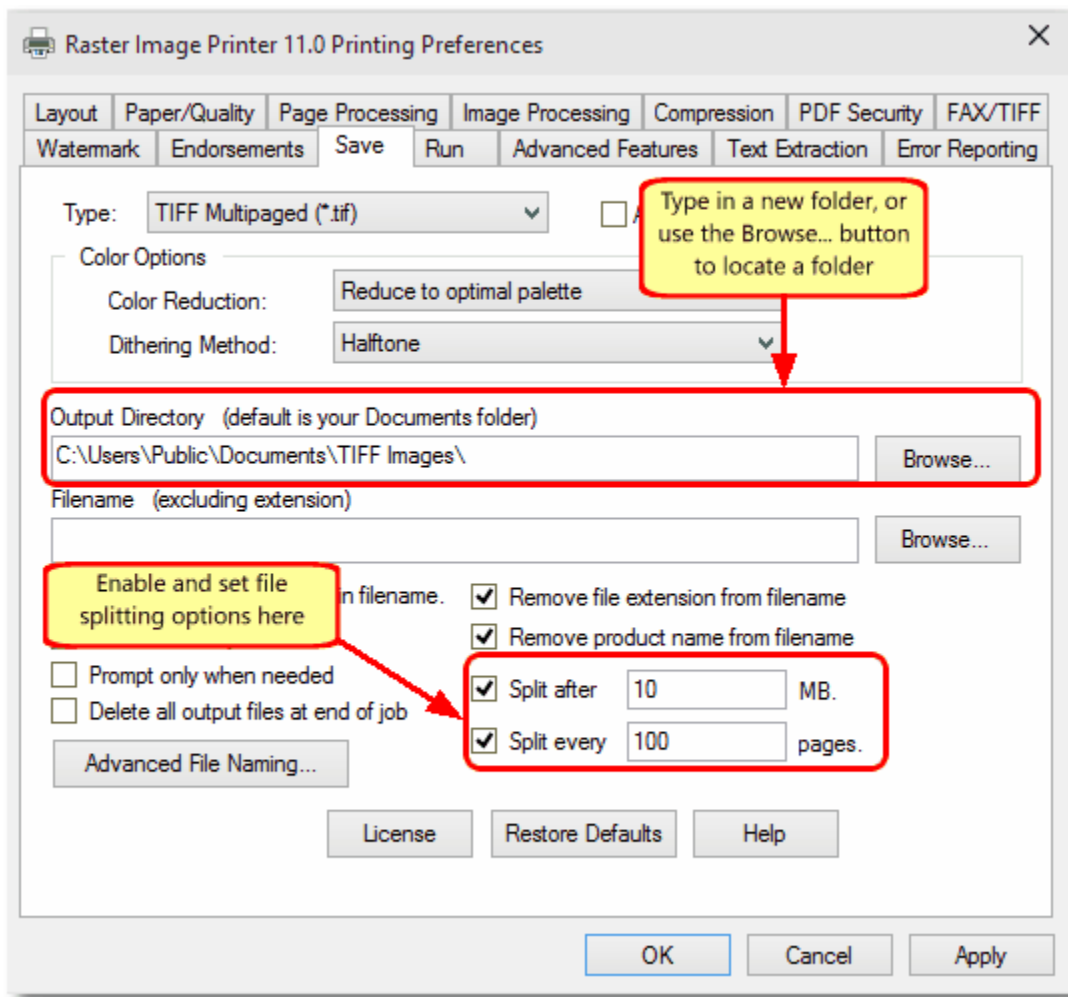 Raster Image Printer 11.0 Printing Preferences
Layout Paper/Quality Page Processing Image Processing Compression PDF Security FAX/TIFF
Watermark Endorsements Save Run Advanced Features Text Extraction Error Reporting
Type: TIFF Multipaged (*.tif)
Type in a new folder, or
use the Browse... button
to locate a folder
Color Options
Color Reduction: Reduce to optimal palette
Dithering Method: Halftone
Output Directory (default is your Documents folder)
C:\Users\Public\Documents\TIFF Images\ Browse...
Filename (excluding extension)
Browse...
Enable and set file
splitting options here
in filename. Remove file extension from filename
Remove product name from filename
Prompt only when needed
Split after 10 MB.
Delete all output files at end of job
Split every 100 pages.
Advanced File Naming...
License Restore Defaults Help
OK Cancel Apply